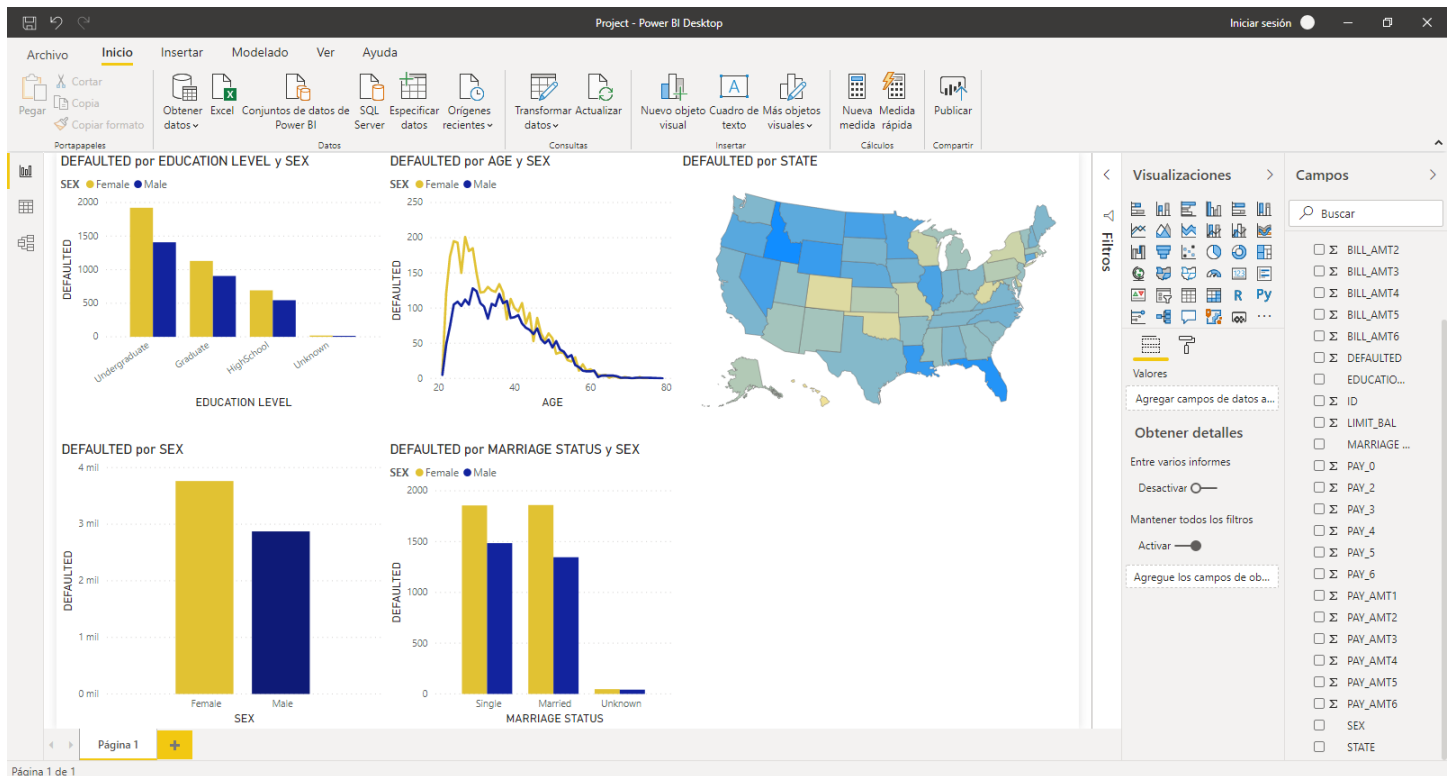 Project - Power BI Desktop
Iniciar sesión
Archivo
Inicio
Insertar
Modelado
Ver
Ayuda
Pegar
Cortar
Copia
Copiar formato
Portapapeles
Obtener datos
Excel
Conjuntos de datos de Power BI
SQL Server
Especificar datos
Orígenes recientes
Datos
Transformar datos
Actualizar
Consultas
Nuevo objeto visual
Cuadro de texto
Más objetos visuales
Insertar
Nueva medida
Medida rápida
Cálculos
Publicar
Compartir
DEFAULTED por EDUCATION LEVEL y SEX
SEX Female Male
2000
1500
1000
500
0
DEFAULTED
Undergraduate
Graduate
HighSchool
Unknown
EDUCATION LEVEL
DEFAULTED por AGE y SEX
SEX Female Male
250
200
150
100
50
0
DEFAULTED
20 40 60 80
AGE
DEFAULTED por STATE
DEFAULTED por SEX
4 mil
3 mil
2 mil
1 mil
0 mil
DEFAULTED
Female Male
SEX
DEFAULTED por MARRIAGE STATUS y SEX
SEX Female Male
2000
1500
1000
500
0
DEFAULTED
Single Married Unknown
MARRIAGE STATUS
Filtros
Visualizaciones
R Py
Valores
Agregar campos de datos a...
Obtener detalles
Entre varios informes
Desactivar
Mantener todos los filtros
Activar
Agregue los campos de ob...
Campos
Buscar
Σ BILL_AMT2
Σ BILL_AMT3
Σ BILL_AMT4
Σ BILL_AMT5
Σ BILL_AMT6
Σ DEFAULTED
EDUCATIO...
Σ ID
Σ LIMIT_BAL
MARRIAGE ...
Σ PAY_0
Σ PAY_2
Σ PAY_3
Σ PAY_4
Σ PAY_5
Σ PAY_6
Σ PAY_AMT1
Σ PAY_AMT2
Σ PAY_AMT3
Σ PAY_AMT4
Σ PAY_AMT5
Σ PAY_AMT6
SEX
STATE
Página 1
Página 1 de 1